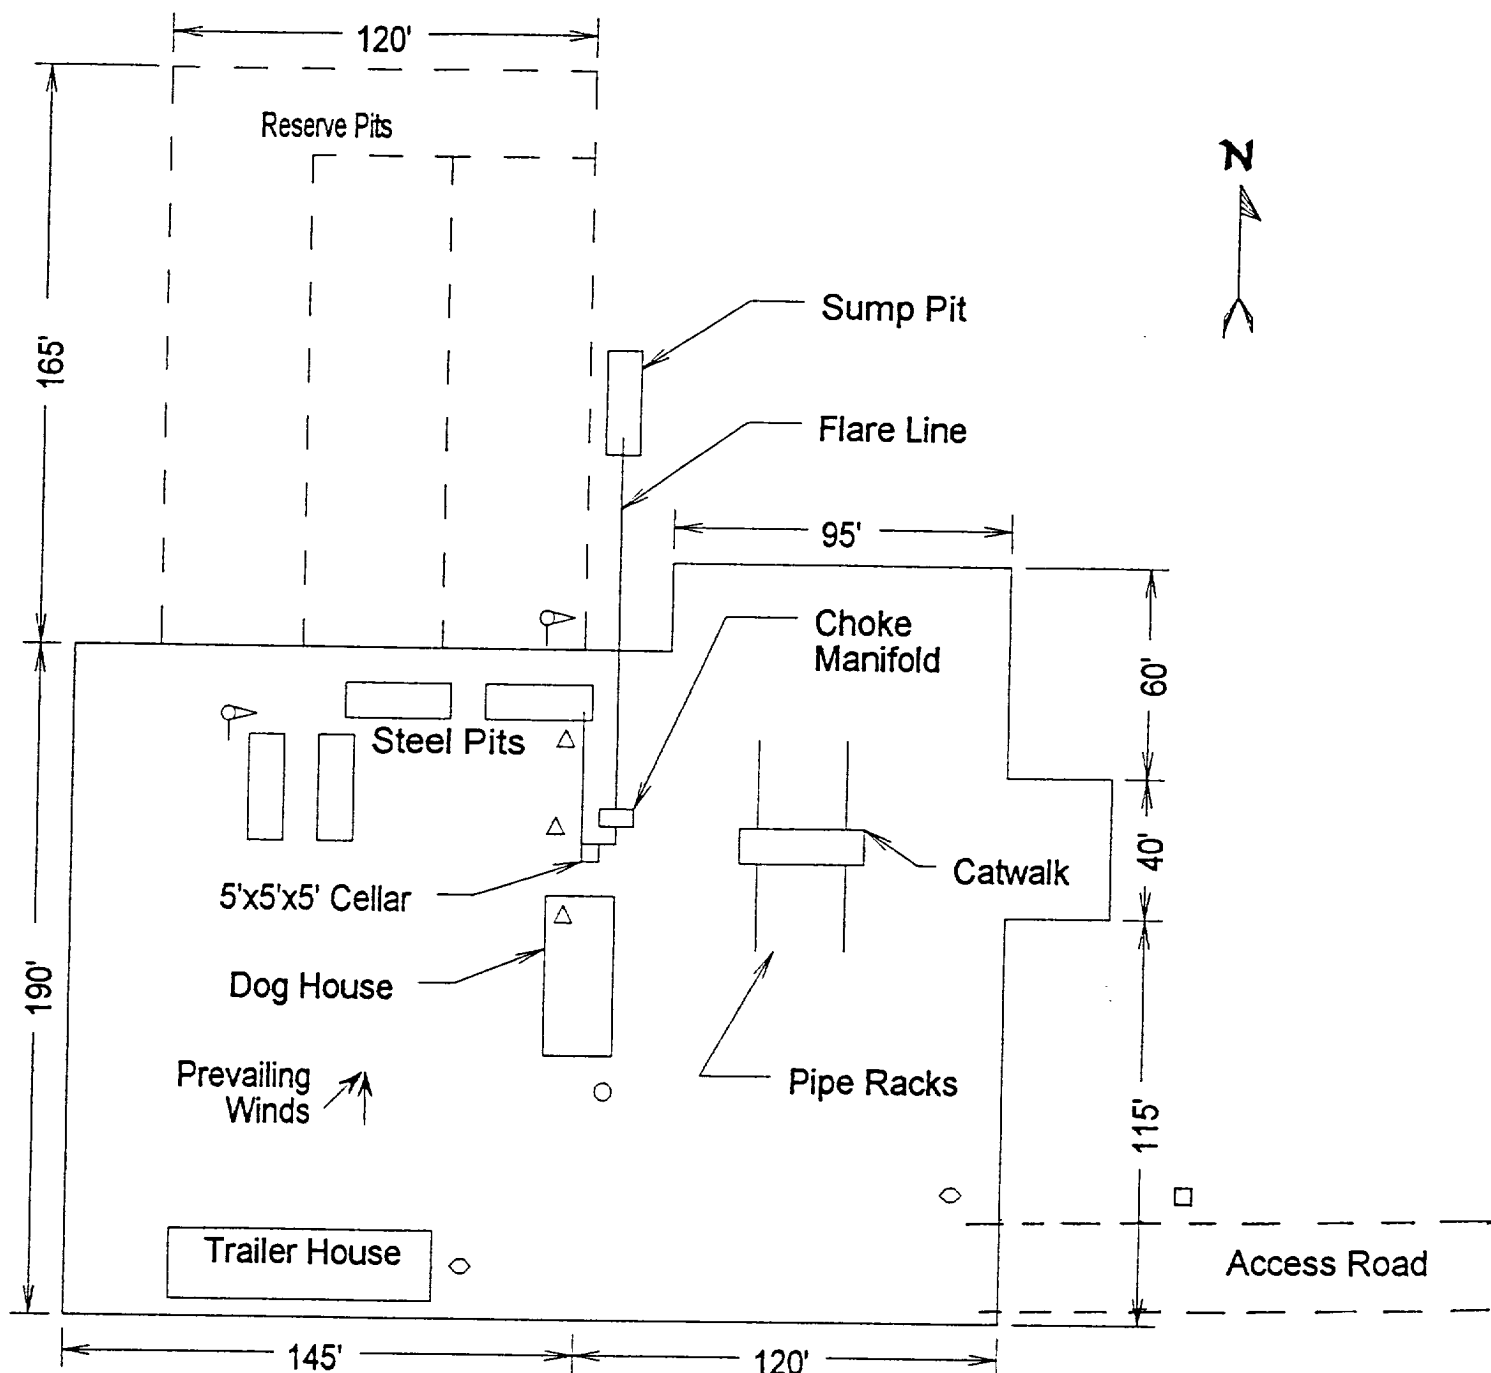 120'
Reserve Pits
N
Sump Pit
165'
Flare Line
95'
Choke
Manifold
60'
Steel Pits
40'
Catwalk
5'x5'x5' Cellar
190'
Dog House
Prevailing
Winds
Pipe Racks
115'
Trailer House
Access Road
145'
120'